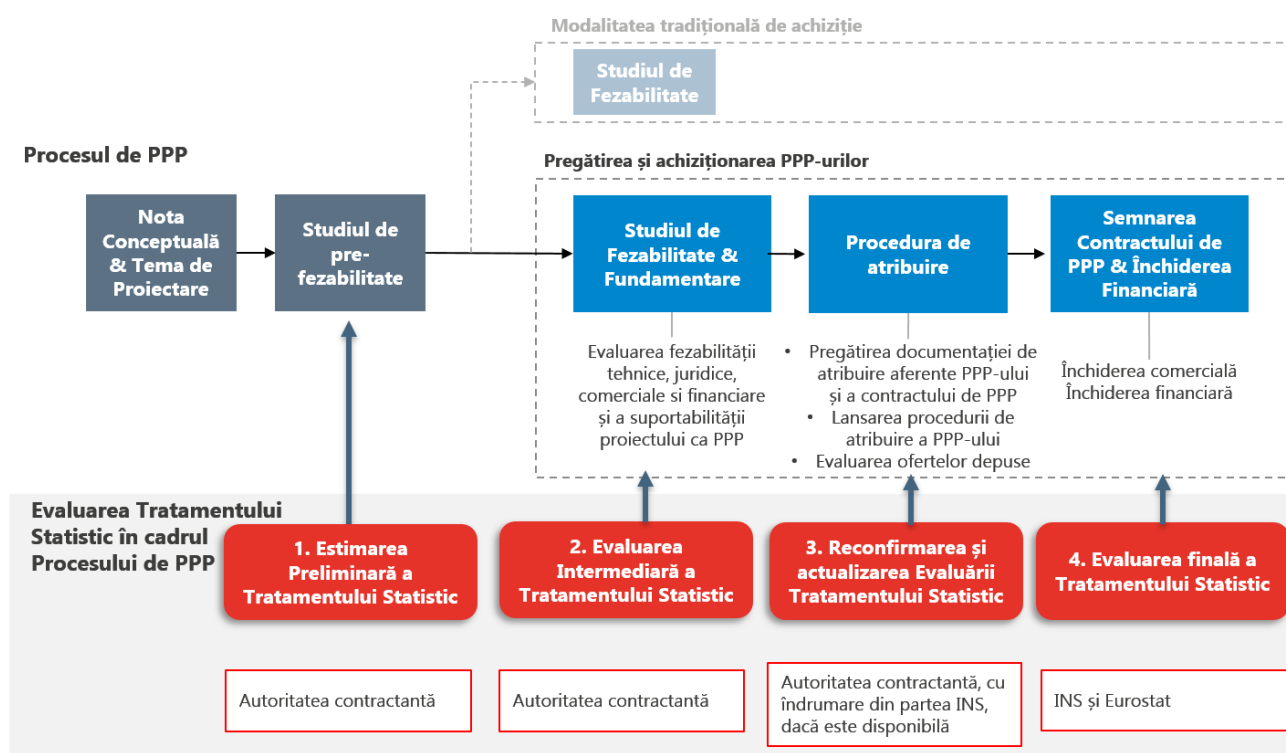 Modalitatea tradițională de achiziție
Studiul de
Fezabilitate
Procesul de PPP
Pregătirea și achiziționarea PPP-urilor
Nota
Conceptuală
& Tema de
Proiectare
Studiul de
pre-
fezabilitate
Studiul de
Fezabilitate &
Fundamentare
Procedura de
atribuire
Semnarea
Contractului de
PPP & Închiderea
Financiară
Evaluarea fezabilității
tehnice, juridice,
comerciale si financiare
și a suportabilității
proiectului ca PPP
• Pregătirea documentației de
atribuire aferente PPP-ului
și a contractului de PPP
• Lansarea procedurii de
atribuire a PPP-ului
• Evaluarea ofertelor depuse
Închiderea comercială
Închiderea financiară
Evaluarea Tratamentului
Statistic în cadrul
Procesului de PPP
1. Estimarea
Preliminară a
Tratamentului Statistic
2. Evaluarea
Intermediară a
Tratamentului Statistic
3. Reconfirmarea și
actualizarea Evaluării
Tratamentului Statistic
4. Evaluarea finală a
Tratamentului Statistic
Autoritatea contractantă
Autoritatea contractantă
Autoritatea contractantă, cu
îndrumare din partea INS,
dacă este disponibilă
INS și Eurostat